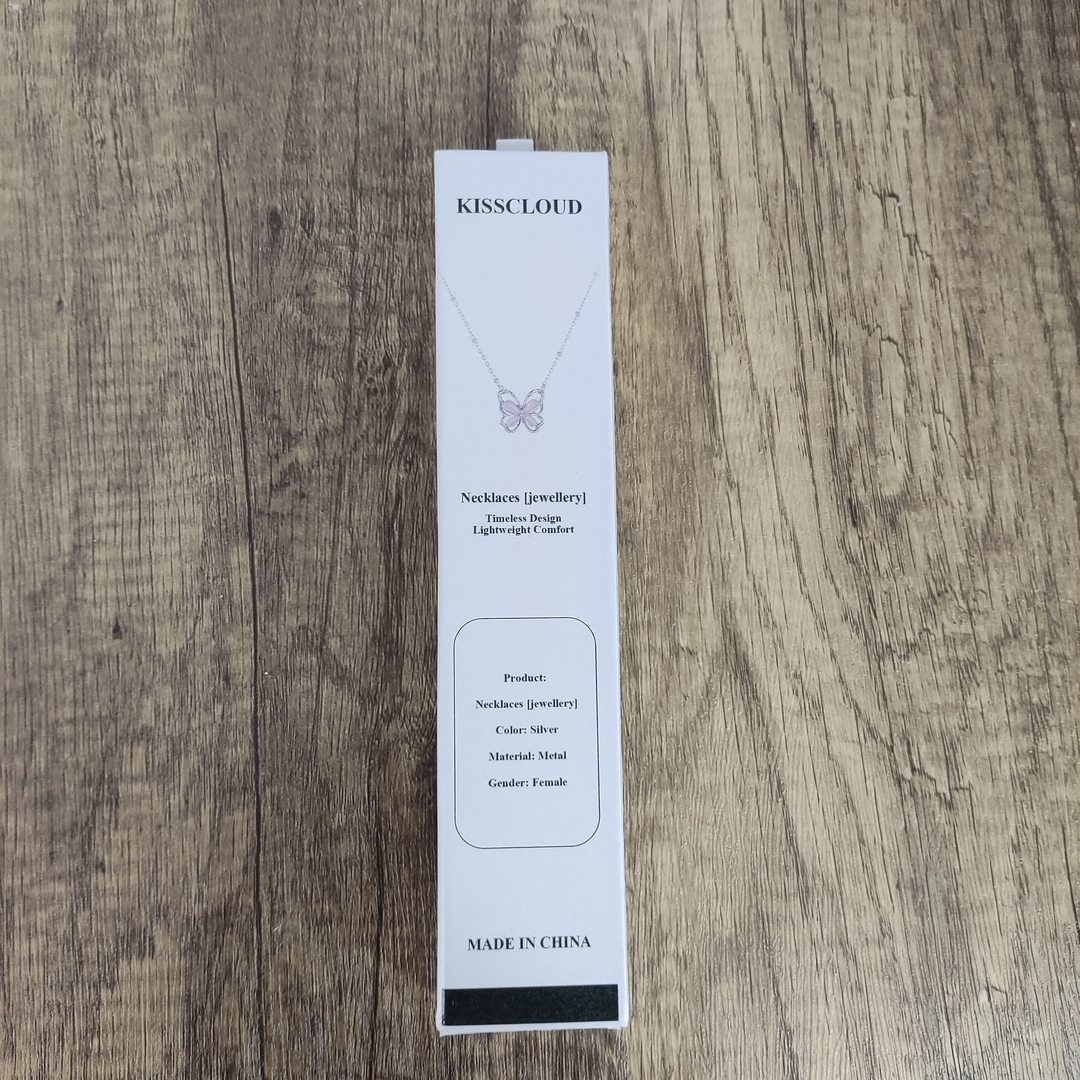 KISSCLOUD
Necklaces [jewellery]
Timeless Design
Lightweight Comfort
Product:
Necklaces [jewellery]
Color: Silver
Material: Metal
Gender: Female
MADE IN CHINA